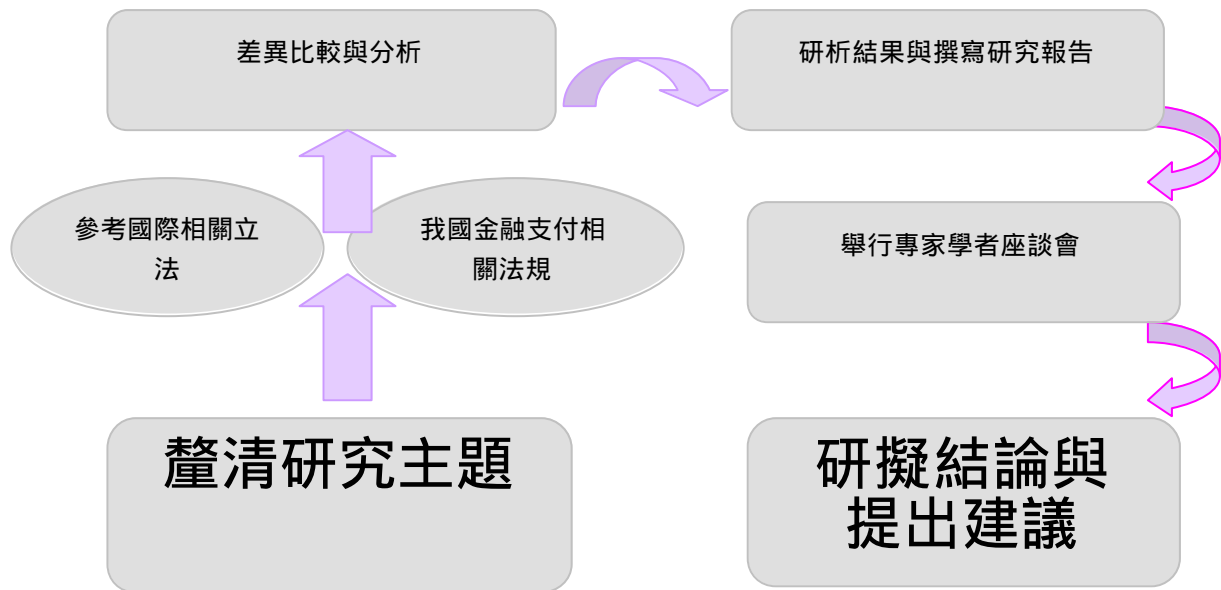 差異比較與分析
研析結果與撰寫研究報告
參考國際相關立
法
我國金融支付相
關法規
舉行專家學者座談會
釐清研究主題
研擬結論與
提出建議